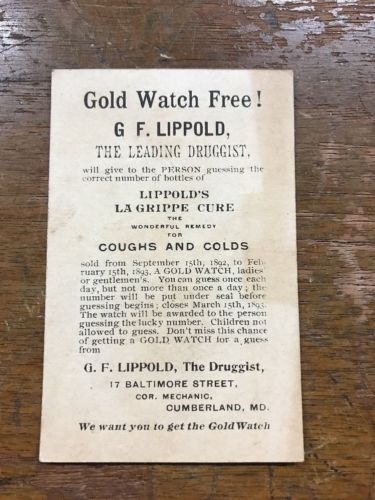 Gold Watch Free!
G F. LIPPOLD,
THE LEADING DRUGGIST,
will give to the PERSON guessing the
correct number of bottles of
LIPPOLD'S
LA GRIPPE CURE
THE
WONDERFUL REMEDY
FOR
COUGHS AND COLDS
sold from September 15th, 1892, to Feb-
ruary 15th, 1893, A GOLD WATCH, ladies
or gentlemen's. You can guess once each
day, but not more than once a day; the
number will be put under seal before
guessing begins; closes March 15th, 1893.
The watch will be awarded to the person
guessing the lucky number. Children not
allowed to guess. Don't miss this chance
of getting a GOLD WATCH for a guess
from
G. F. LIPPOLD, The Druggist,
17 BALTIMORE STREET,
COR. MECHANIC,
CUMBERLAND, MD.
We want you to get the Gold Watch